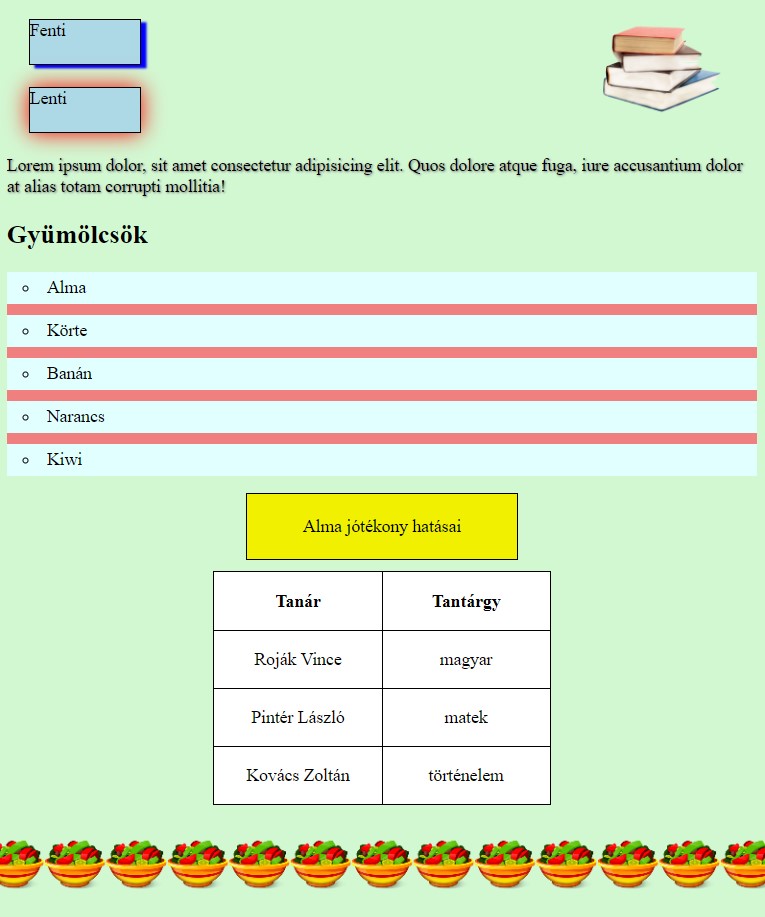 Fenti
Lenti
Lorem ipsum dolor, sit amet consectetur adipisicing elit. Quos dolore atque fuga, iure accusantium dolor
at alias totam corrupti mollitia!
Gyümölcsök
Alma
Körte
Banán
Narancs
Kiwi
Alma jótékony hatásai
Tanár Tantárgy
Roják Vince magyar
Pintér László matek
Kovács Zoltán történelem